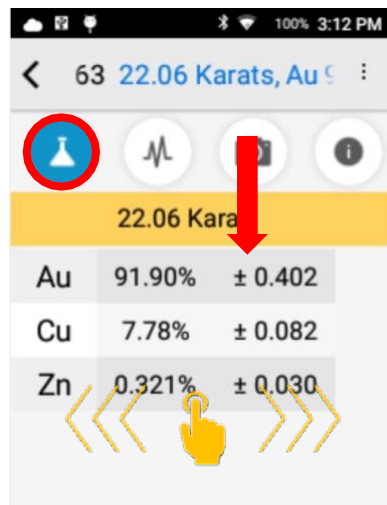 100% 3:12 PM
63 22.06 Karats, Au
22.06 Kara
Au 91.90% ± 0.402
Cu 7.78% ± 0.082
Zn 0.321% ± 0.030